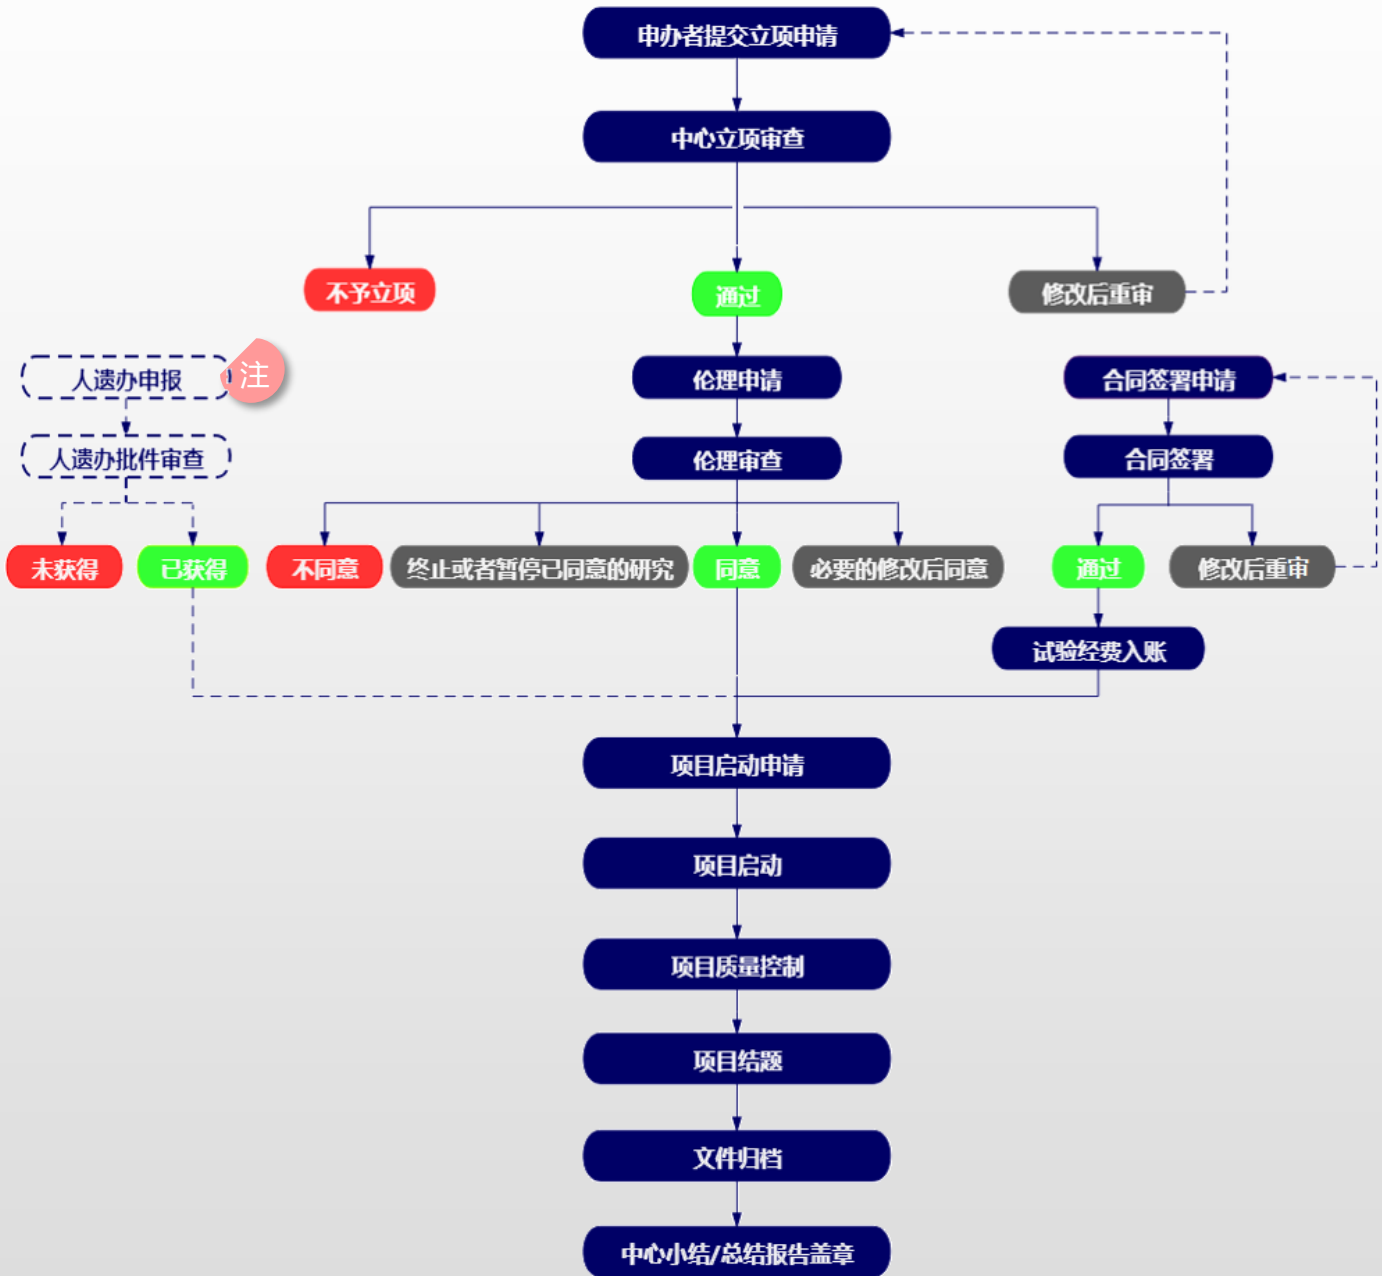 申办者提交立项申请
中心立项审查
不予立项
通过
修改后重审
人遗办申报
注
伦理申请
合同签署申请
人遗办批件审查
伦理审查
合同签署
未获得
已获得
不同意
终止或者暂停已同意的研究
同意
必要的修改后同意
通过
修改后重审
试验经费入账
项目启动申请
项目启动
项目质量控制
项目结题
文件归档
中心小结/总结报告盖章